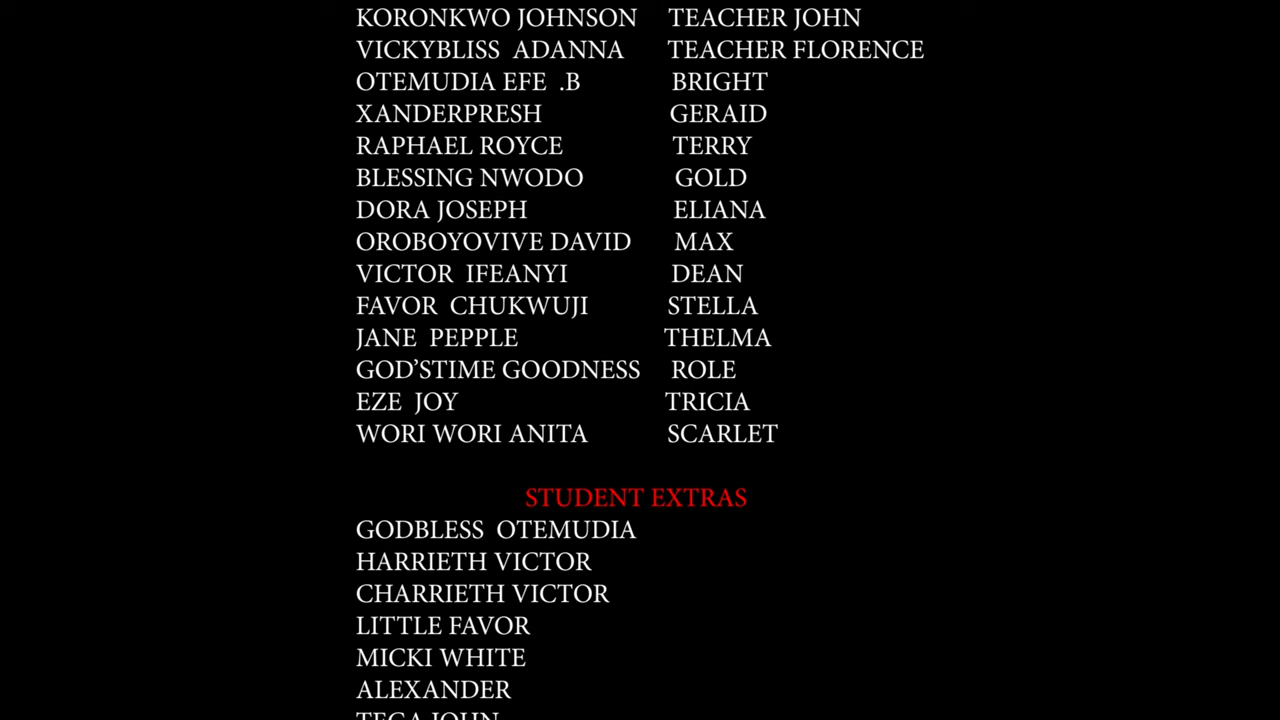 KORONKWO JOHNSON TEACHER JOHN
VICKYBLISS ADANNA TEACHER FLORENCE
OTEMUDIA EFE .B BRIGHT
XANDERPRESH GERAID
RAPHAEL ROYCE TERRY
BLESSING NWODO GOLD
DORA JOSEPH ELIANA
OROBOYOVIVE DAVID MAX
VICTOR IFEANYI DEAN
FAVOR CHUKWUJI STELLA
JANE PEPPLE THELMA
GOD’STIME GOODNESS ROLE
EZE JOY TRICIA
WORI WORI ANITA SCARLET
STUDENT EXTRAS
GODBLESS OTEMUDIA
HARRIETH VICTOR
CHARRIETH VICTOR
LITTLE FAVOR
MICKI WHITE
ALEXANDER
TEGA JOHN